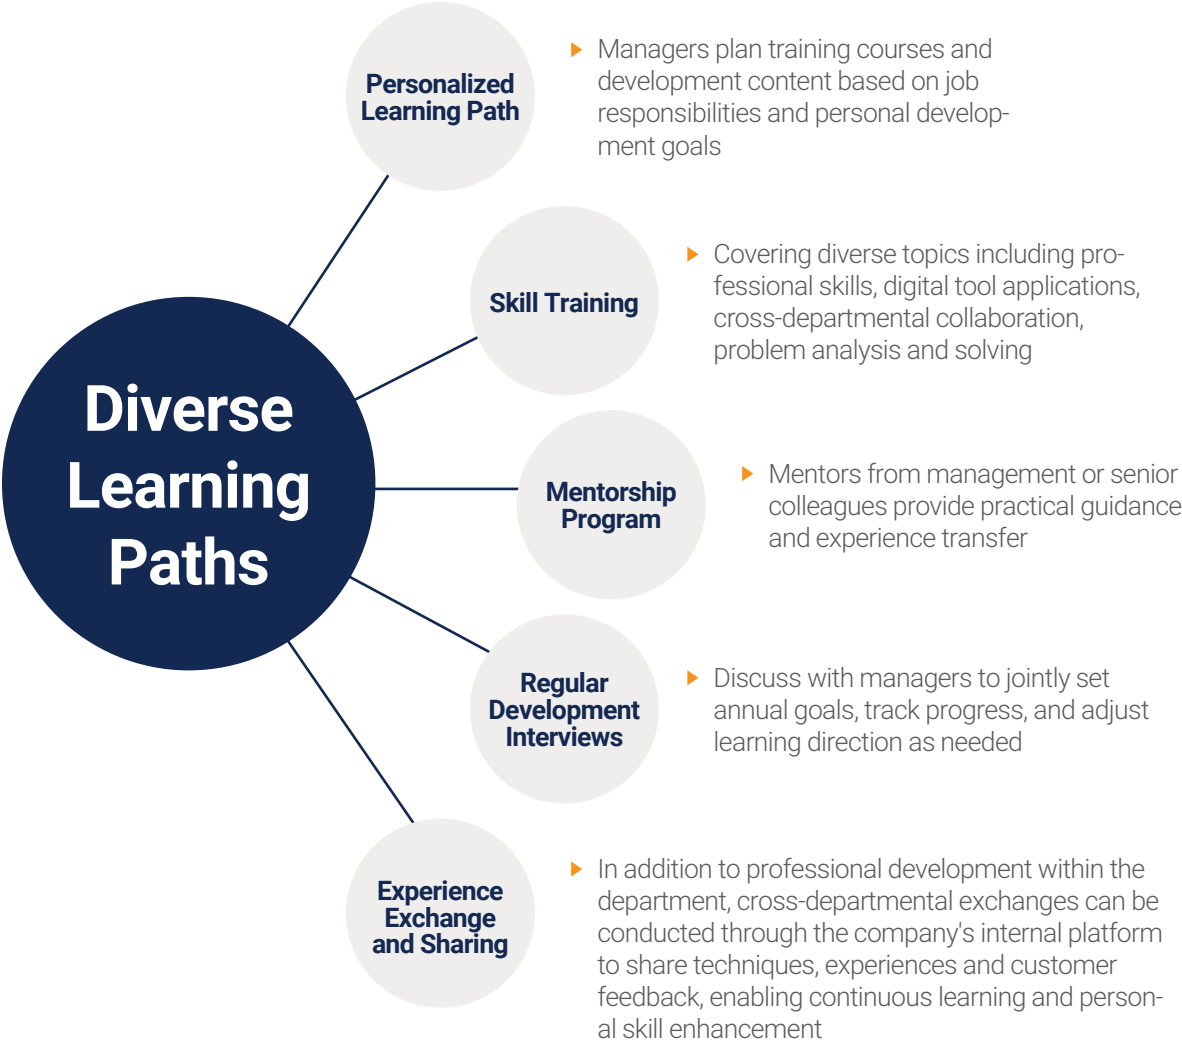 Diverse
Learning
Paths
Personalized
Learning Path
Managers plan training courses and
development content based on job
responsibilities and personal develop-
ment goals
Skill Training
Covering diverse topics including pro-
fessional skills, digital tool applications,
cross-departmental collaboration,
problem analysis and solving
Mentorship
Program
Mentors from management or senior
colleagues provide practical guidance
and experience transfer
Regular
Development
Interviews
Discuss with managers to jointly set
annual goals, track progress, and adjust
learning direction as needed
Experience
Exchange
and Sharing
In addition to professional development within the
department, cross-departmental exchanges can be
conducted through the company's internal platform
to share techniques, experiences and customer
feedback, enabling continuous learning and person-
al skill enhancement